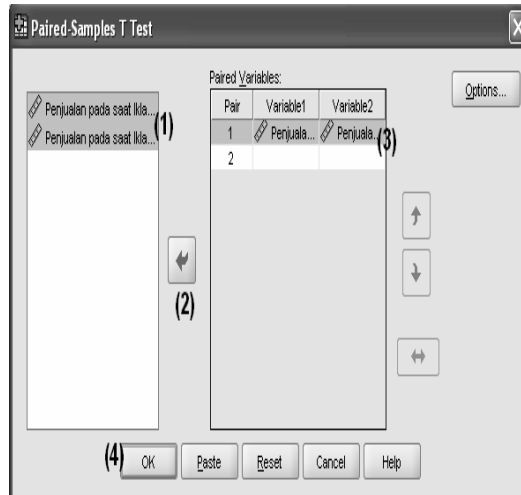 Paired-Samples T Test
X
Paired Variables:
Options...
Pair Variable1 Variable2
Penjualan pada saat Ikla...
Penjualan pada saat Ikla...
(1)
1 Penjuala... Penjuala...
(3)
2
(2)
(4)
OK Paste Reset Cancel Help